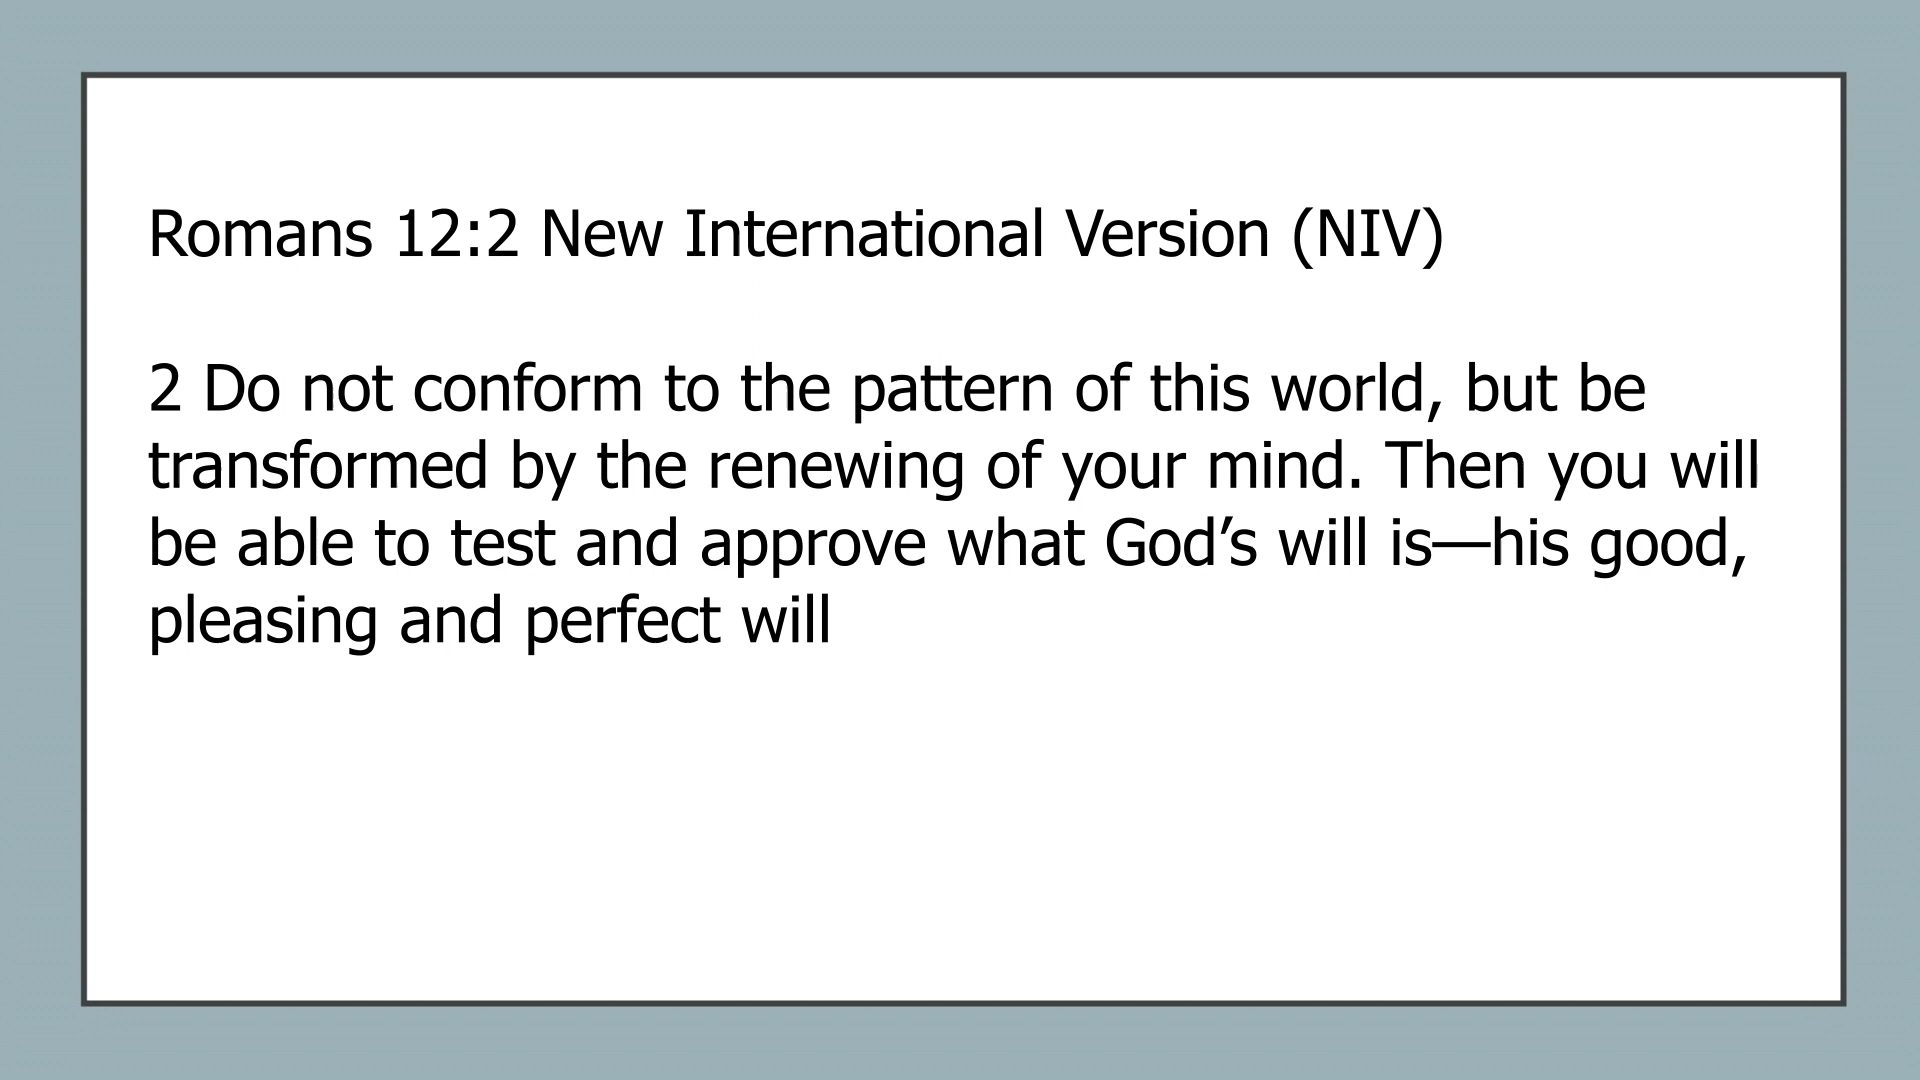 Romans 12:2 New International Version (NIV)
2 Do not conform to the pattern of this world, but be
transformed by the renewing of your mind. Then you will
be able to test and approve what God’s will is—his good,
pleasing and perfect will